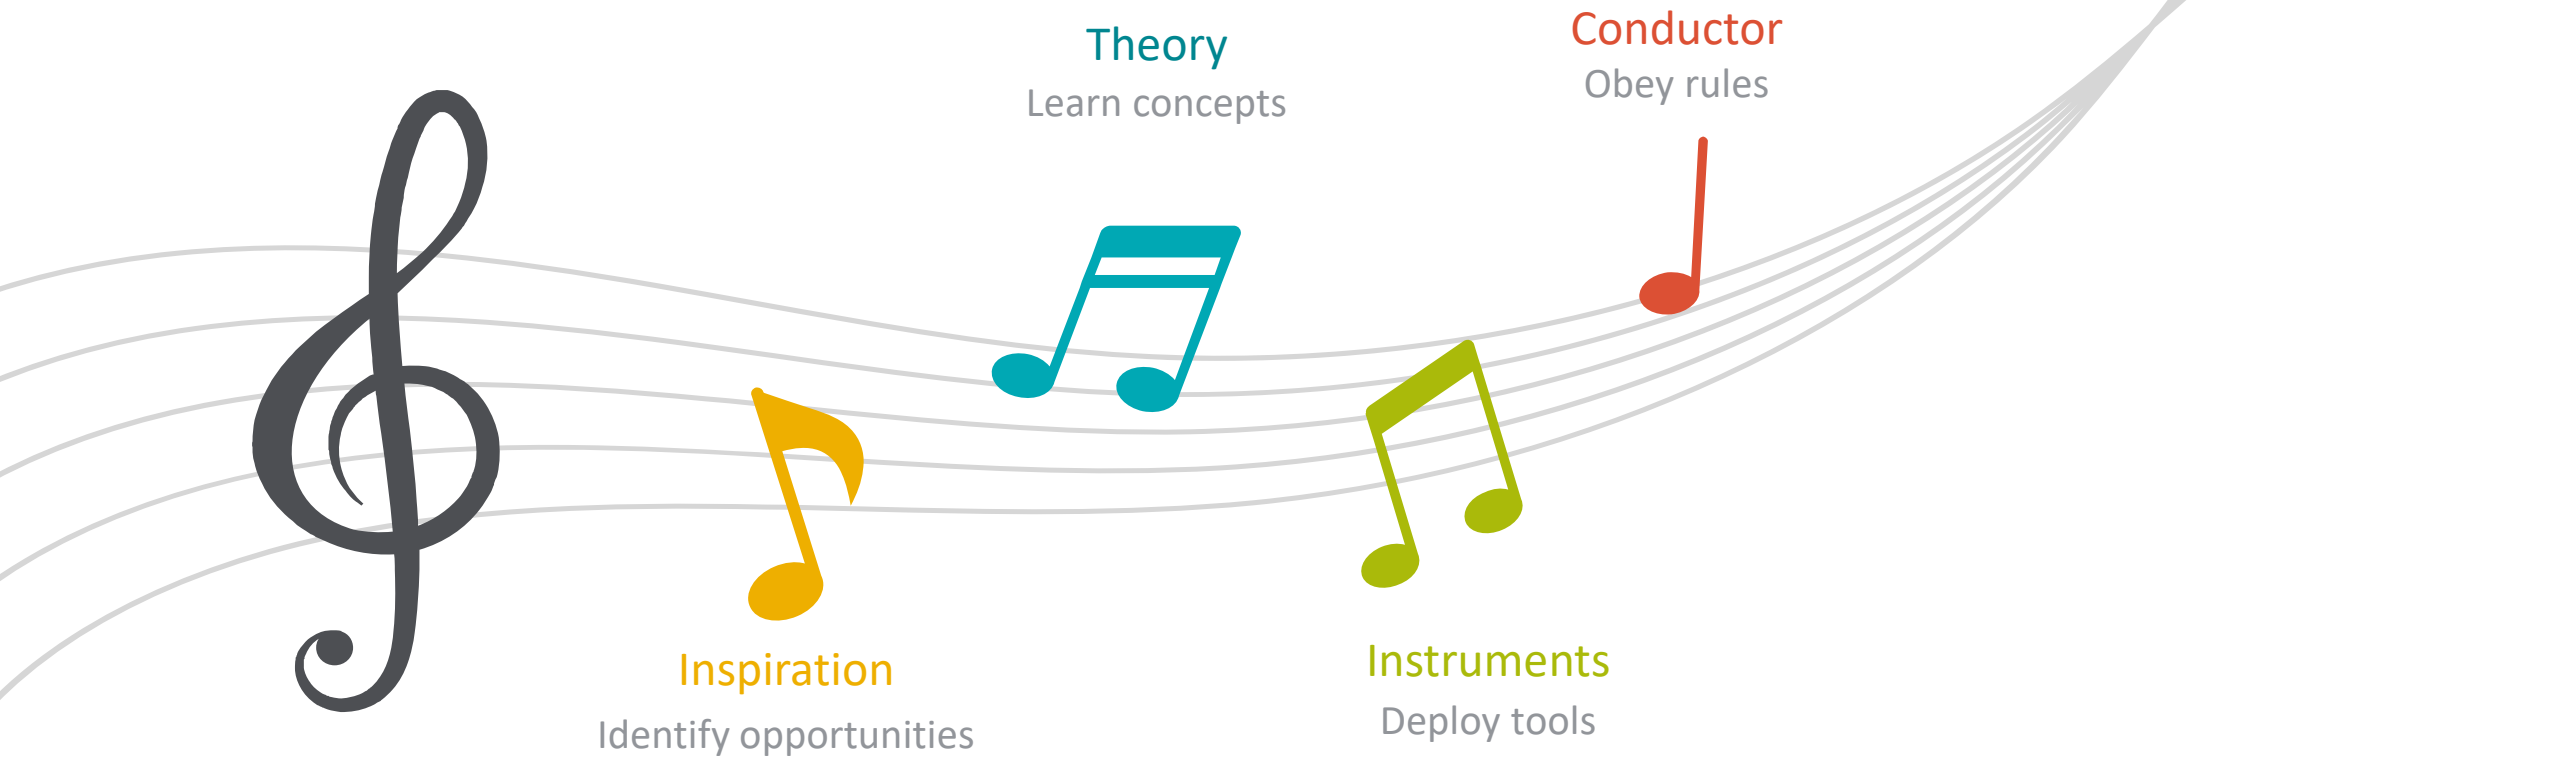 Theory
Learn concepts
Conductor
Obey rules
Inspiration
Identify opportunities
Instruments
Deploy tools